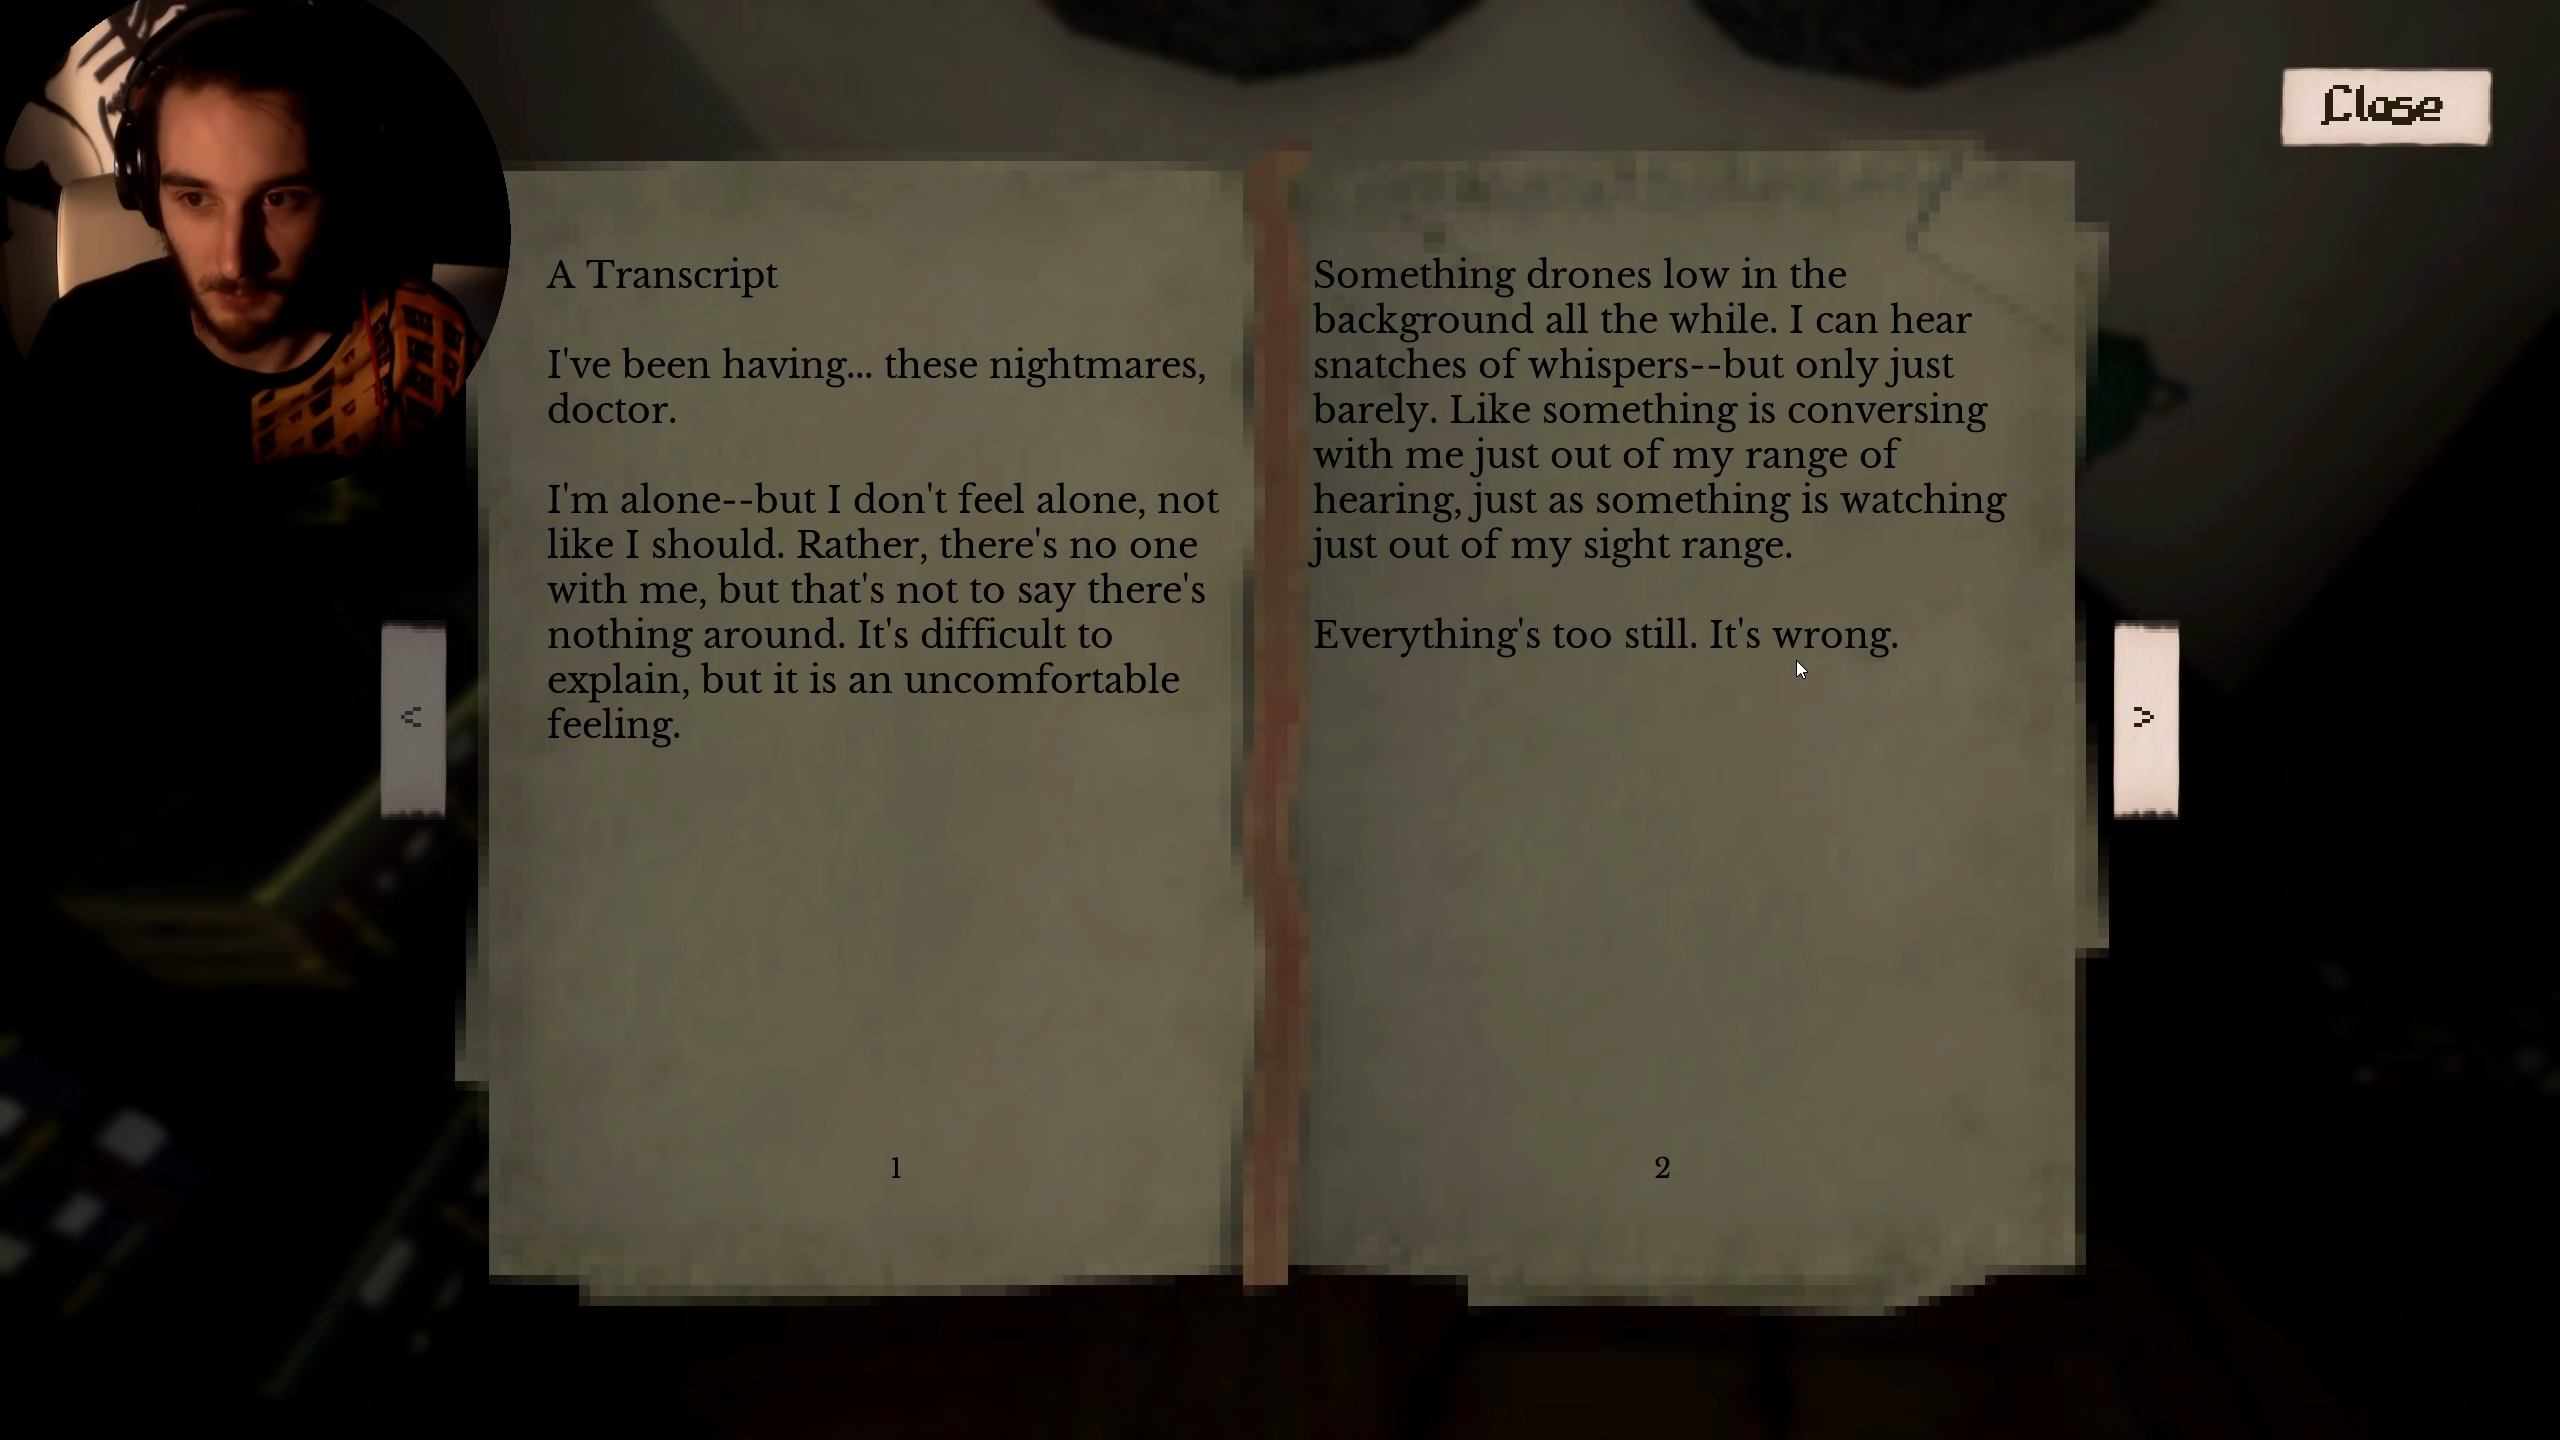 Close
A Transcript
I've been having... these nightmares,
doctor.
I'm alone--but I don't feel alone, not
like I should. Rather, there's no one
with me, but that's not to say there's
nothing around. It's difficult to
explain, but it is an uncomfortable
feeling.
1
Something drones low in the
background all the while. I can hear
snatches of whispers--but only just
barely. Like something is conversing
with me just out of my range of
hearing, just as something is watching
just out of my sight range.
Everything's too still. It's wrong.
2
<
>